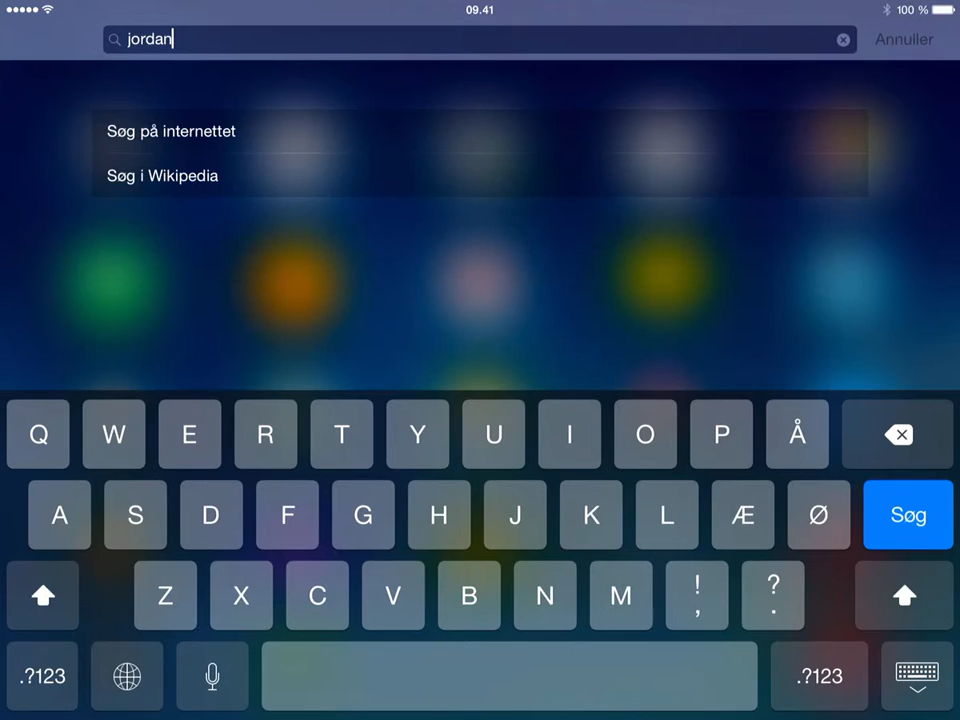 09.41
100 %
jordan
Annuller
Søg på internettet
Søg i Wikipedia
Q W E R T Y U I O P Å
A S D F G H J K L Æ Ø Søg
Z X C V B N M ! , ? .
.?123 .?123